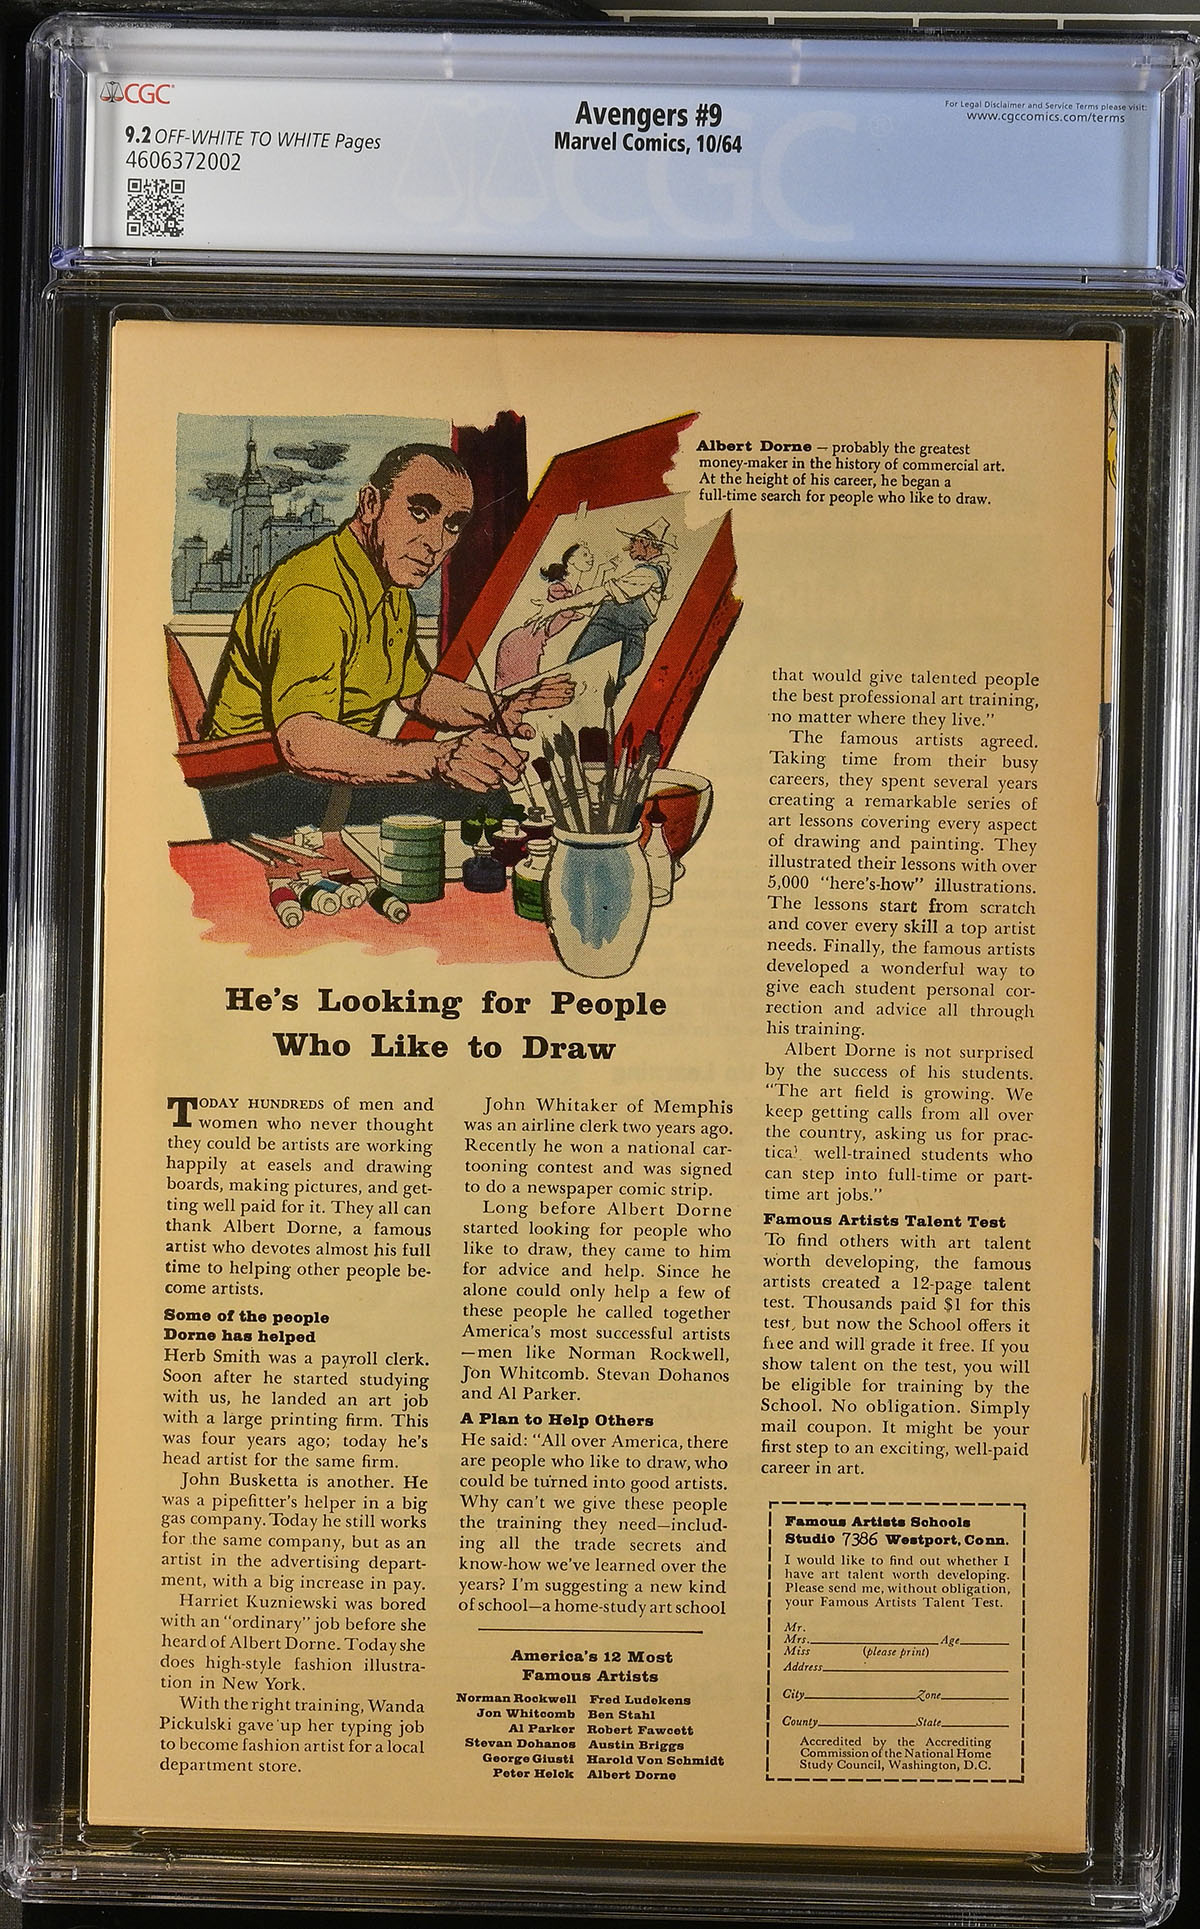 CGC
9.2 OFF-WHITE TO WHITE Pages
4606372002
Avengers #9
Marvel Comics, 10/64
For Legal Disclaimer and Service Terms please visit:
www.cgccomics.com/terms
CGC
Albert Dorne — probably the greatest
money-maker in the history of commercial art.
At the height of his career, he began a
full-time search for people who like to draw.
He's Looking for People
Who Like to Draw
TODAY HUNDREDS of men and
women who never thought
they could be artists are working
happily at easels and drawing
boards, making pictures, and get-
ting well paid for it. They all can
thank Albert Dorne, a famous
artist who devotes almost his full
time to helping other people be-
come artists.
Some of the people
Dorne has helped
Herb Smith was a payroll clerk.
Soon after he started studying
with us, he landed an art job
with a large printing firm. This
was four years ago; today he's
head artist for the same firm.
John Busketta is another. He
was a pipefitter's helper in a big
gas company. Today he still works
for the same company, but as an
artist in the advertising depart-
ment, with a big increase in pay.
Harriet Kuzniewski was bored
with an "ordinary" job before she
heard of Albert Dorne. Today she
does high-style fashion illustra-
tion in New York.
With the right training, Wanda
Pickulski gave up her typing job
to become fashion artist for a local
department store.
John Whitaker of Memphis
was an airline clerk two years ago.
Recently he won a national car-
tooning contest and was signed
to do a newspaper comic strip.
Long before Albert Dorne
started looking for people who
like to draw, they came to him
for advice and help. Since he
alone could only help a few of
these people he called together
America's most successful artists
—men like Norman Rockwell,
Jon Whitcomb. Stevan Dohanos
and Al Parker.
A Plan to Help Others
He said: "All over America, there
are people who like to draw, who
could be turned into good artists.
Why can't we give these people
the training they need—includ-
ing all the trade secrets and
know-how we've learned over the
years? I'm suggesting a new kind
of school—a home-study art school
America's 12 Most
Famous Artists
Norman Rockwell Fred Ludekens
Jon Whitcomb Ben Stahl
Al Parker Robert Fawcett
Stevan Dohanos Austin Briggs
George Giusti Harold Von Schmidt
Peter Helck Albert Dorne
that would give talented people
the best professional art training,
no matter where they live."
The famous artists agreed.
Taking time from their busy
careers, they spent several years
creating a remarkable series of
art lessons covering every aspect
of drawing and painting. They
illustrated their lessons with over
5,000 "here's-how" illustrations.
The lessons start from scratch
and cover every skill a top artist
needs. Finally, the famous artists
developed a wonderful way to
give each student personal cor-
rection and advice all through
his training.
Albert Dorne is not surprised
by the success of his students.
"The art field is growing. We
keep getting calls from all over
the country, asking us for prac-
tical well-trained students who
can step into full-time or part-
time art jobs."
Famous Artists Talent Test
To find others with art talent
worth developing, the famous
artists created a 12-page talent
test. Thousands paid $1 for this
test, but now the School offers it
free and will grade it free. If you
show talent on the test, you will
be eligible for training by the
School. No obligation. Simply
mail coupon. It might be your
first step to an exciting, well-paid
career in art.
Famous Artists Schools
Studio 7386 Westport, Conn.
I would like to find out whether I
have art talent worth developing.
Please send me, without obligation,
your Famous Artists Talent Test.
Mr.
Mrs. Age
Miss (please print)
Address
City Zone
County State
Accredited by the Accrediting
Commission of the National Home
Study Council, Washington, D.C.